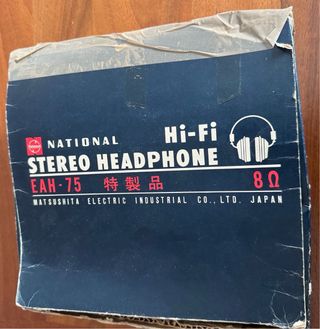 NATIONAL Hi-Fi
STEREO HEADPHONE
EAH-75 特製品 8Ω
MATSUSHITA ELECTRIC INDUSTRIAL CO., LTD. JAPAN